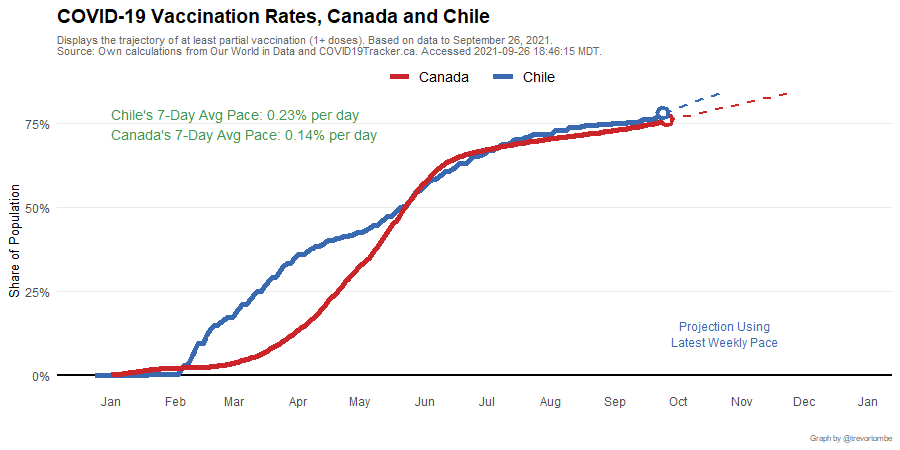 COVID-19 Vaccination Rates, Canada and Chile
Displays the trajectory of at least partial vaccination (1+ doses). Based on data to September 26, 2021.
Source: Own calculations from Our World in Data and COVID19Tracker.ca. Accessed 2021-09-26 18:46:15 MDT.
Canada Chile
Chile's 7-Day Avg Pace: 0.23% per day
Canada's 7-Day Avg Pace: 0.14% per day
75%
50%
25%
0%
Share of Population
Projection Using
Latest Weekly Pace
Jan Feb Mar Apr May Jun Jul Aug Sep Oct Nov Dec Jan
Graph by @trevortombe